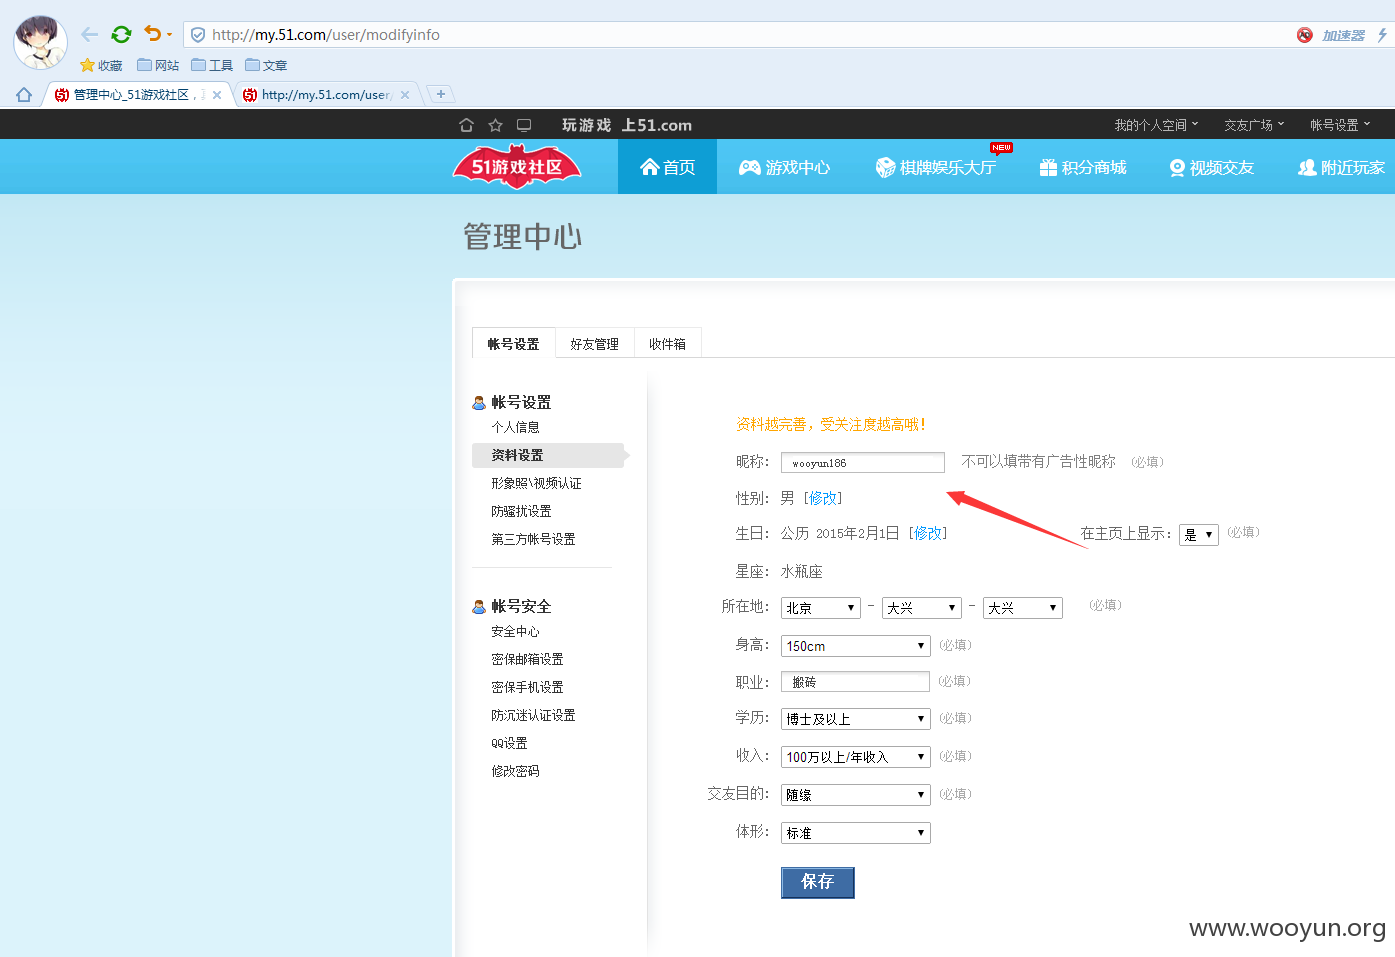 http://my.51.com/user/modifyinfo
加速器
收藏 网站 工具 文章
管理中心_51游戏社区，
http://my.51.com/user/
玩游戏 上51.com
我的个人空间 交友广场 帐号设置
51游戏社区
首页 游戏中心 棋牌娱乐大厅 NEW 积分商城 视频交友 附近玩家
管理中心
帐号设置 好友管理 收件箱
帐号设置
个人信息
资料设置
形象照\视频认证
防骚扰设置
第三方帐号设置
帐号安全
安全中心
密保邮箱设置
密保手机设置
防沉迷认证设置
QQ设置
修改密码
资料越完善，受关注度越高哦！
昵称： wooyun186 不可以填带有广告性昵称 （必填）
性别： 男 [修改]
生日： 公历 2015年2月1日 [修改] 在主页上显示： 是 （必填）
星座： 水瓶座
所在地： 北京 - 大兴 - 大兴 （必填）
身高： 150cm （必填）
职业： 搬砖 （必填）
学历： 博士及以上 （必填）
收入： 100万以上/年收入 （必填）
交友目的： 随缘 （必填）
体形： 标准
保存
www.wooyun.org